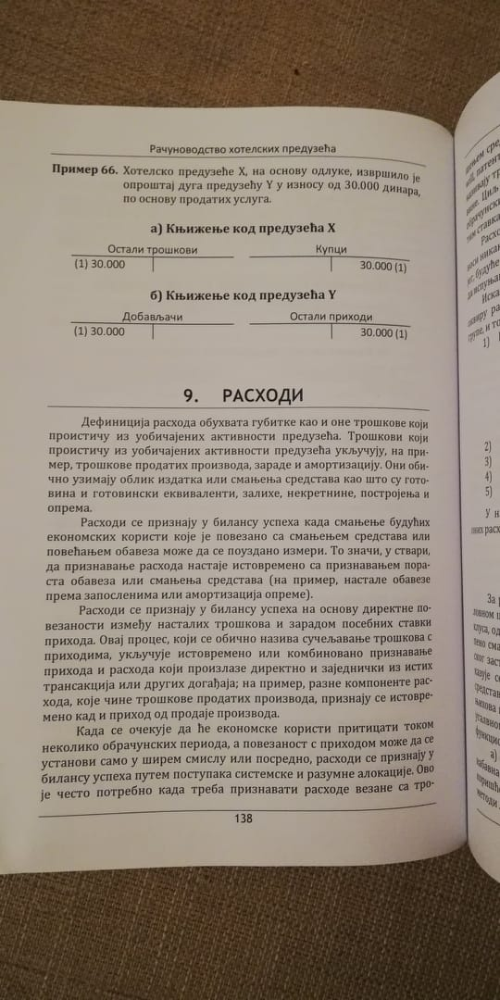 Рачуноводство хотелских предузећа
Пример 66. Хотелско предузеће X, на основу одлуке, извршило је
опроштај дуга предузећу Y у износу од 30.000 динара,
по основу продатих услуга.
а) Књижење код предузећа X
Остали трошкови Купци
(1) 30.000 30.000 (1)
б) Књижење код предузећа Y
Добављачи Остали приходи
(1) 30.000 30.000 (1)
9. РАСХОДИ
Дефиниција расхода обухвата губитке као и оне трошкове који
проистичу из уобичајених активности предузећа. Трошкови који
проистичу из уобичајених активности предузећа укључују, на при-
мер, трошкове продатих производа, зараде и амортизацију. Они оби-
чно узимају облик издатка или смањења средстава као што су гото-
вина и готовински еквиваленти, залихе, некретнине, постројења и
опрема.
Расходи се признају у билансу успеха када смањење будућих
економских користи које је повезано са смањењем средстава или
повећањем обавеза може да се поуздано измери. То значи, у ствари,
да признавање расхода настаје истовремено са признавањем пора-
ста обавеза или смањења средстава (на пример, настале обавезе
према запосленима или амортизација опреме).
Расходи се признају у билансу успеха на основу директне по-
везаности између насталих трошкова и зарадом посебних ставки
прихода. Овај процес, који се обично назива сучељавање трошкова с
приходима, укључује истовремено или комбиновано признавање
прихода и расхода који произлазе директно и заједнички из истих
трансакција или других догађаја; на пример, разне компоненте рас-
хода, које чине трошкове продатих производа, признају се истовре-
мено кад и приход од продаје производа.
Када се очекује да ће економске користи притицати током
неколико обрачунских периода, а повезаност с приходом може да се
установи само у ширем смислу или посредно, расходи се признају у
билансу успеха путем поступака системске и разумне алокације. Ово
је често потребно када треба признавати расходе везане са тро-
138
1)
2)
3)
4)
5)
У
За
а)